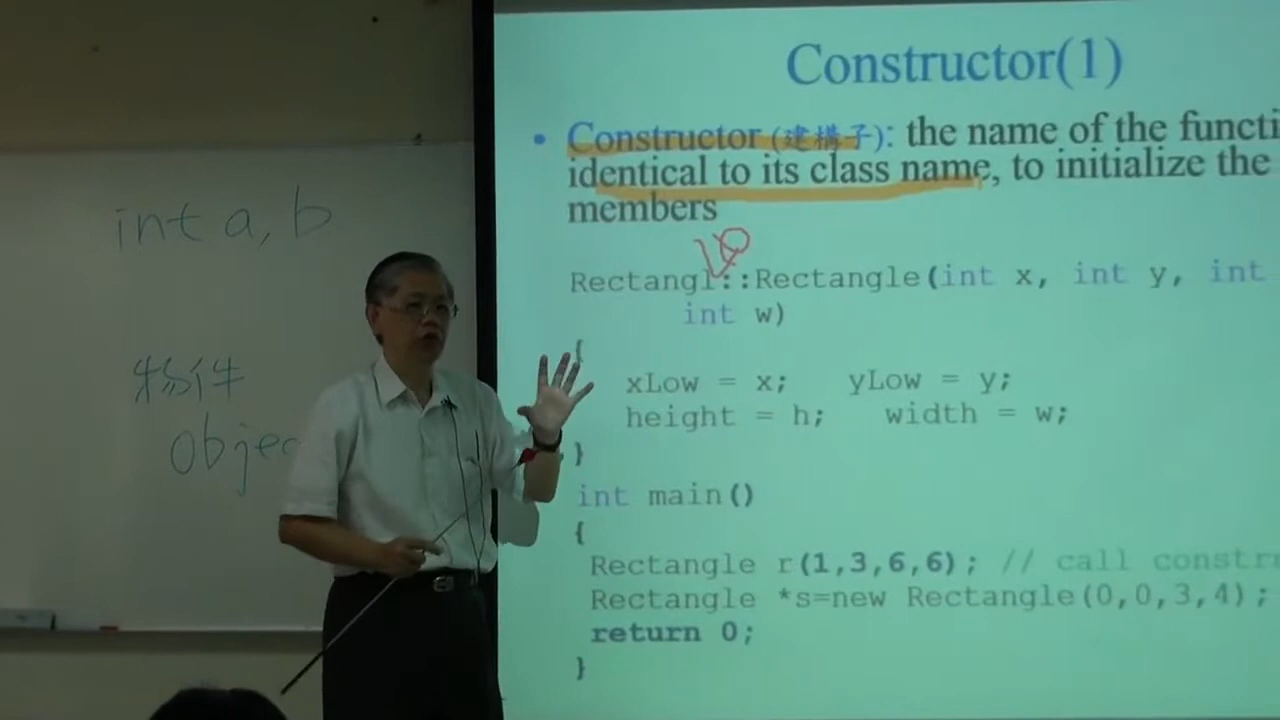 int a, b
物件
objec
Constructor(1)
• Constructor (建構子): the name of the functi
identical to its class name, to initialize the
members
Rectangl::Rectangle(int x, int y, int
int w)
{
xLow = x; yLow = y;
height = h; width = w;
}
int main()
{
Rectangle r(1,3,6,6); // call constr
Rectangle *s=new Rectangle(0,0,3,4);
return 0;
}